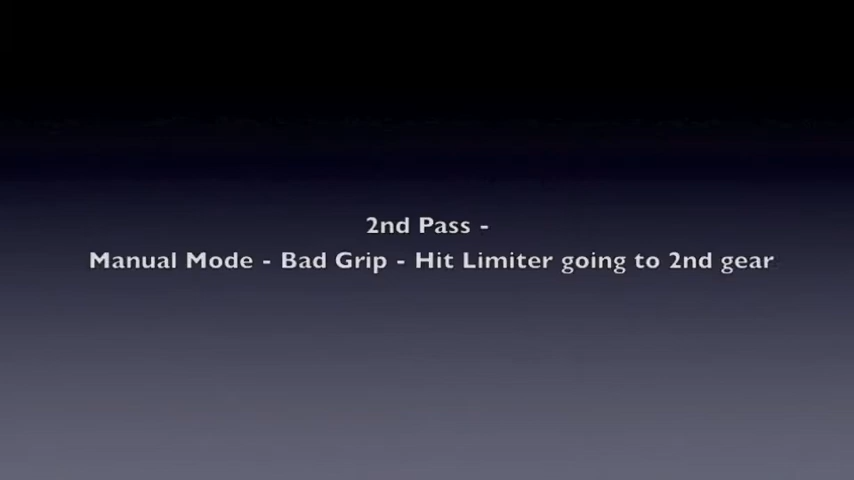 2nd Pass -
Manual Mode - Bad Grip - Hit Limiter going to 2nd gear